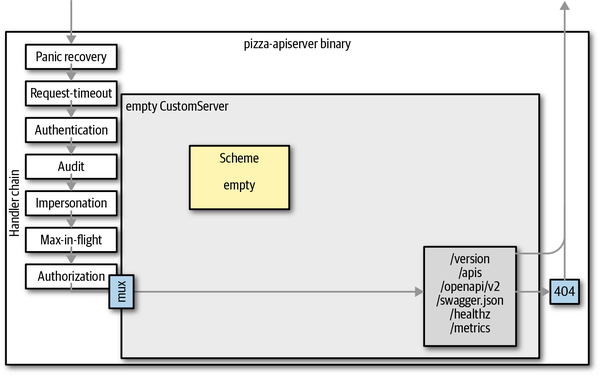 pizza-apiserver binary
Handler chain
Panic recovery
Request-timeout
Authentication
Audit
Impersonation
Max-in-flight
Authorization
mux
empty CustomServer
Scheme
empty
/version
/apis
/openapi/v2
/swagger.json
/healthz
/metrics
404